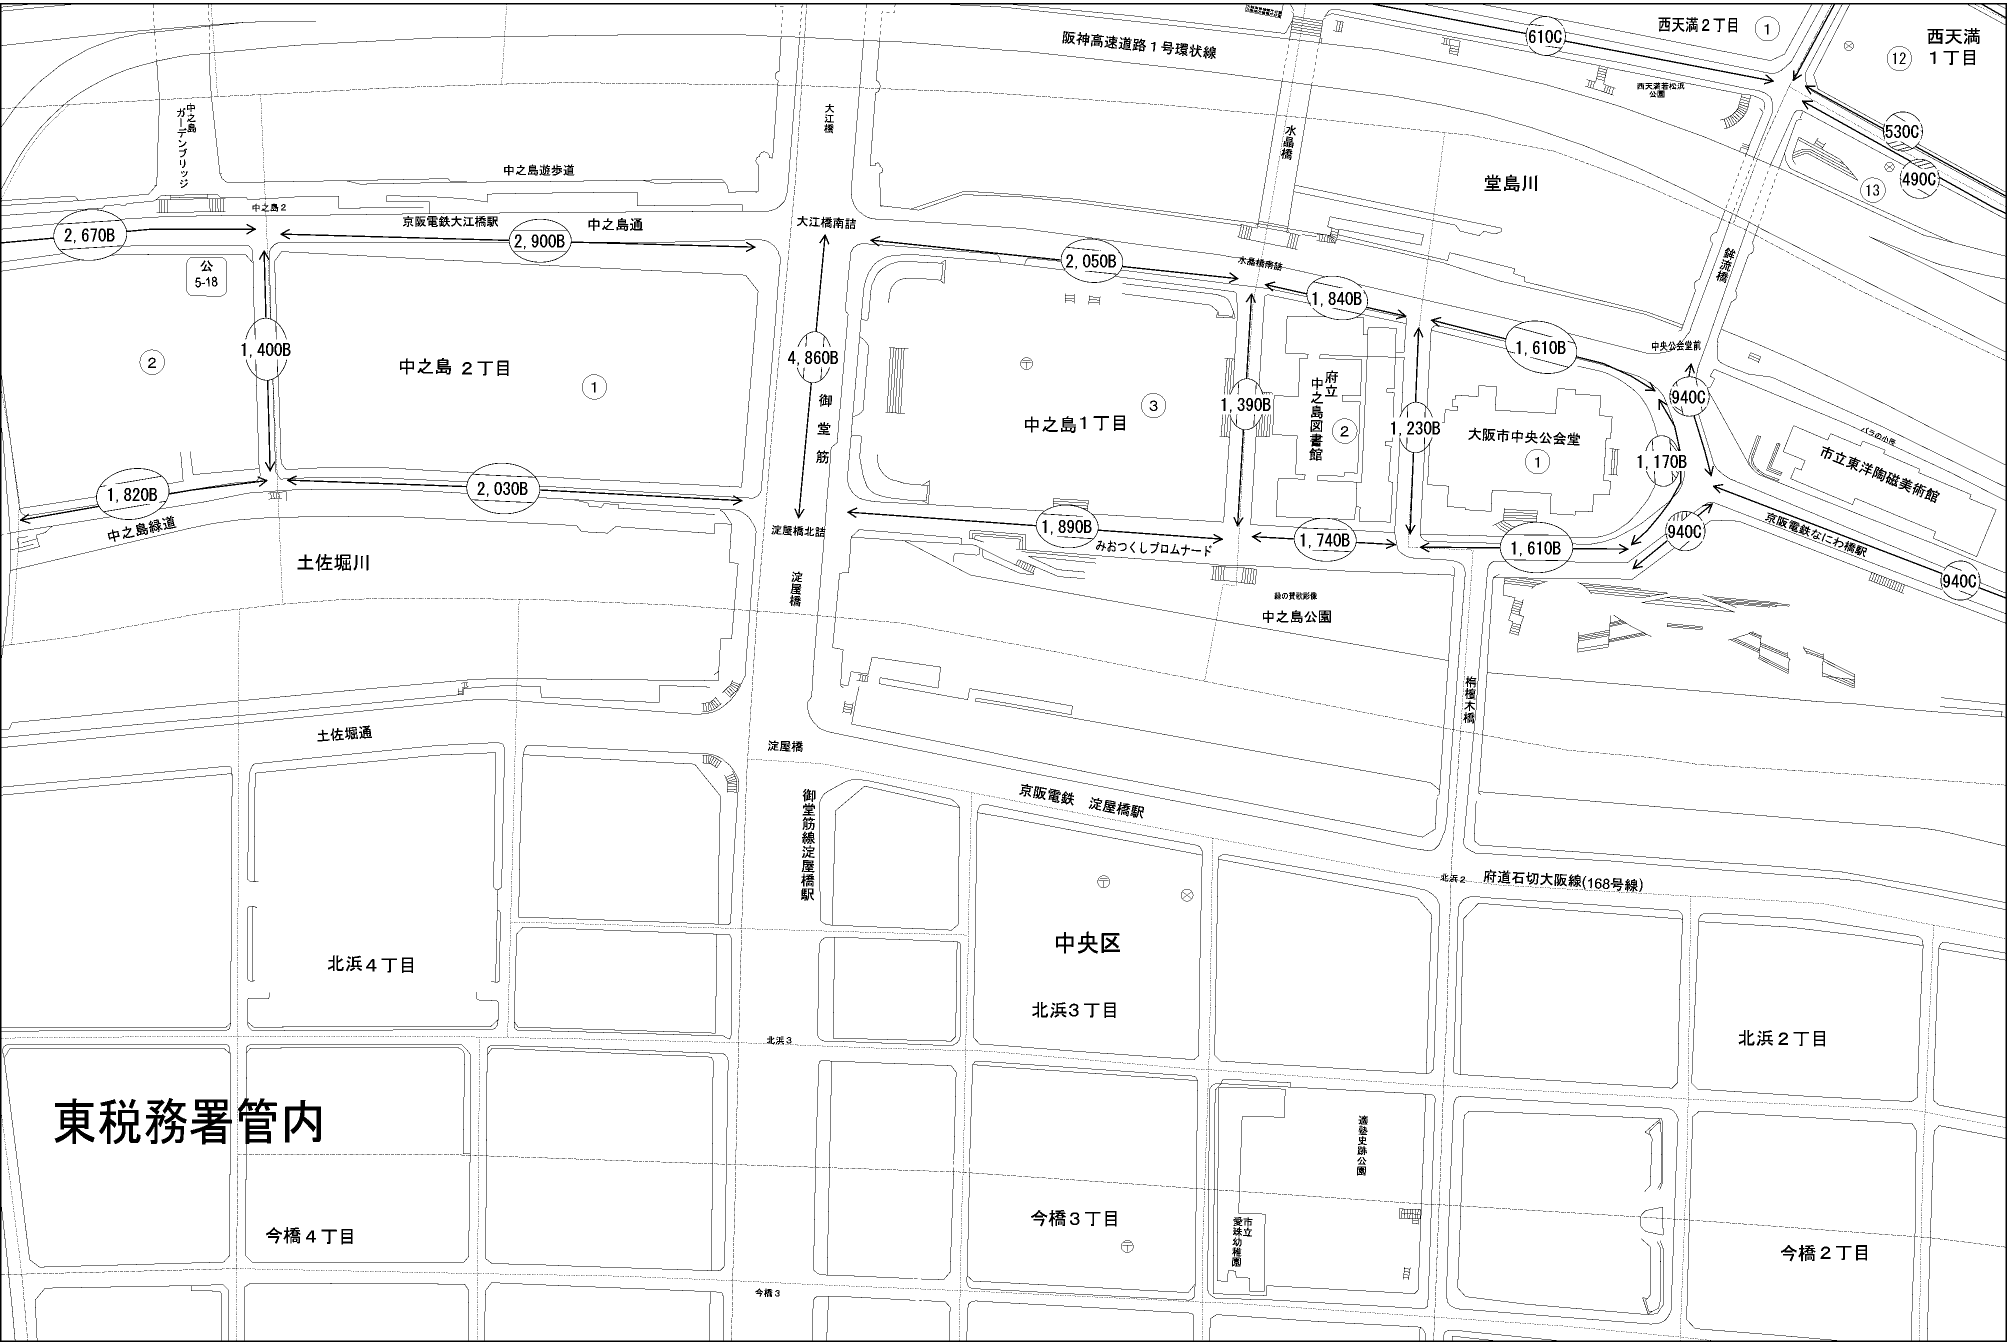 阪神高速道路１号環状線
610C
西天満２丁目
1
西天満
１丁目
12
西天満若松浜
公園
530C
490C
13
中之島
ガーデンブリッジ
大江橋
水晶橋
堂島川
鉾流橋
中之島遊歩道
中之島２
京阪電鉄大江橋駅
中之島通
大江橋南詰
水晶橋南詰
中央公会堂前
2,670B
2,900B
2,050B
1,840B
1,610B
公
5-18
2
1,400B
中之島 ２丁目
1
4,860B
御堂筋
中之島１丁目
3
1,390B
府立
中之島図書館
2
1,230B
大阪市中央公会堂
1
1,170B
940C
バラの小径
市立東洋陶磁美術館
京阪電鉄なにわ橋駅
940C
940C
1,820B
2,030B
1,890B
1,740B
1,610B
中之島緑道
土佐堀川
淀屋橋北詰
淀屋橋
みおつくしプロムナード
緑の賛歌彫像
中之島公園
栴檀木橋
土佐堀通
淀屋橋
御堂筋線淀屋橋駅
京阪電鉄　淀屋橋駅
北浜２
府道石切大阪線(168号線)
中央区
北浜４丁目
北浜３丁目
北浜２丁目
北浜３
東税務署管内
適塾史跡公園
今橋４丁目
今橋３丁目
市立
愛珠幼稚園
今橋２丁目
今橋３